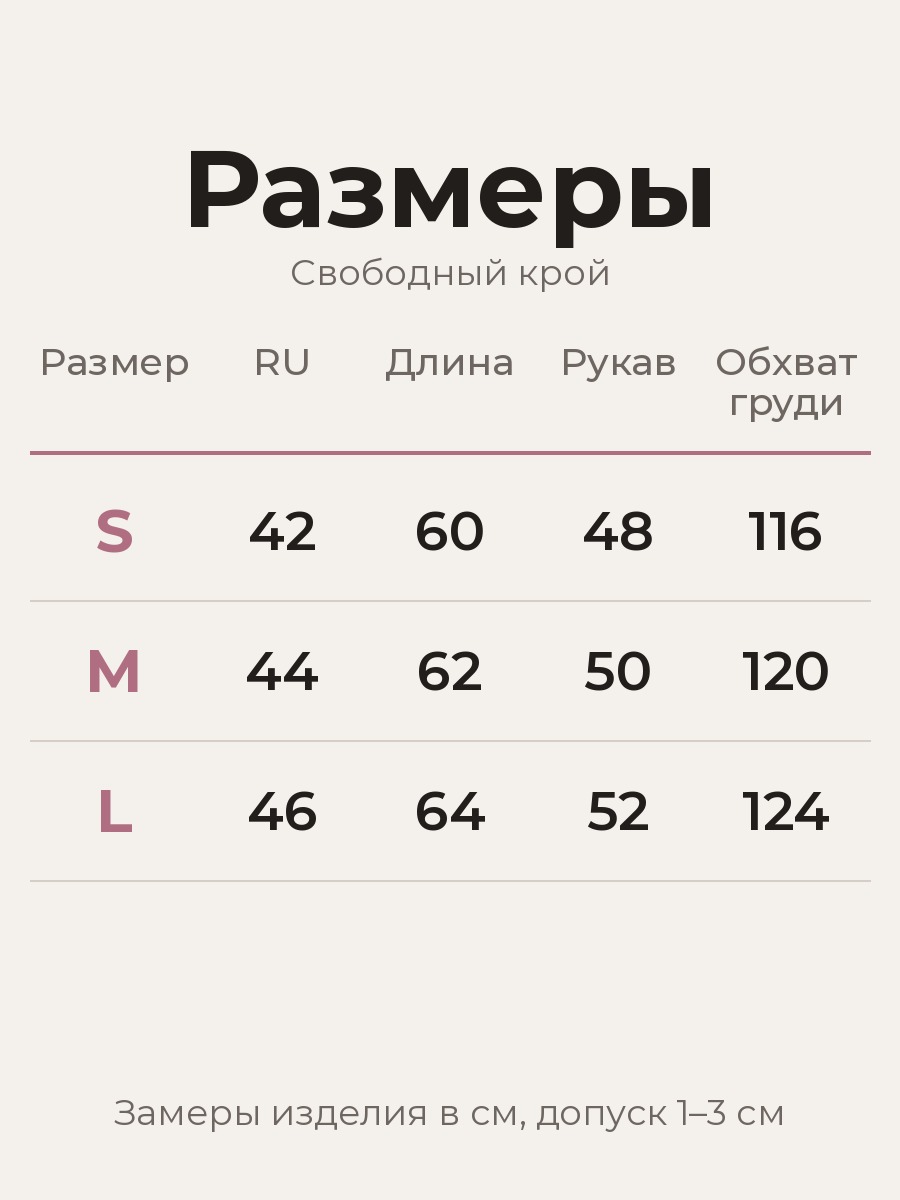 Размеры
Свободный крой
Размер RU Длина Рукав Обхват груди
S 42 60 48 116
M 44 62 50 120
L 46 64 52 124
Замеры изделия в см, допуск 1–3 см